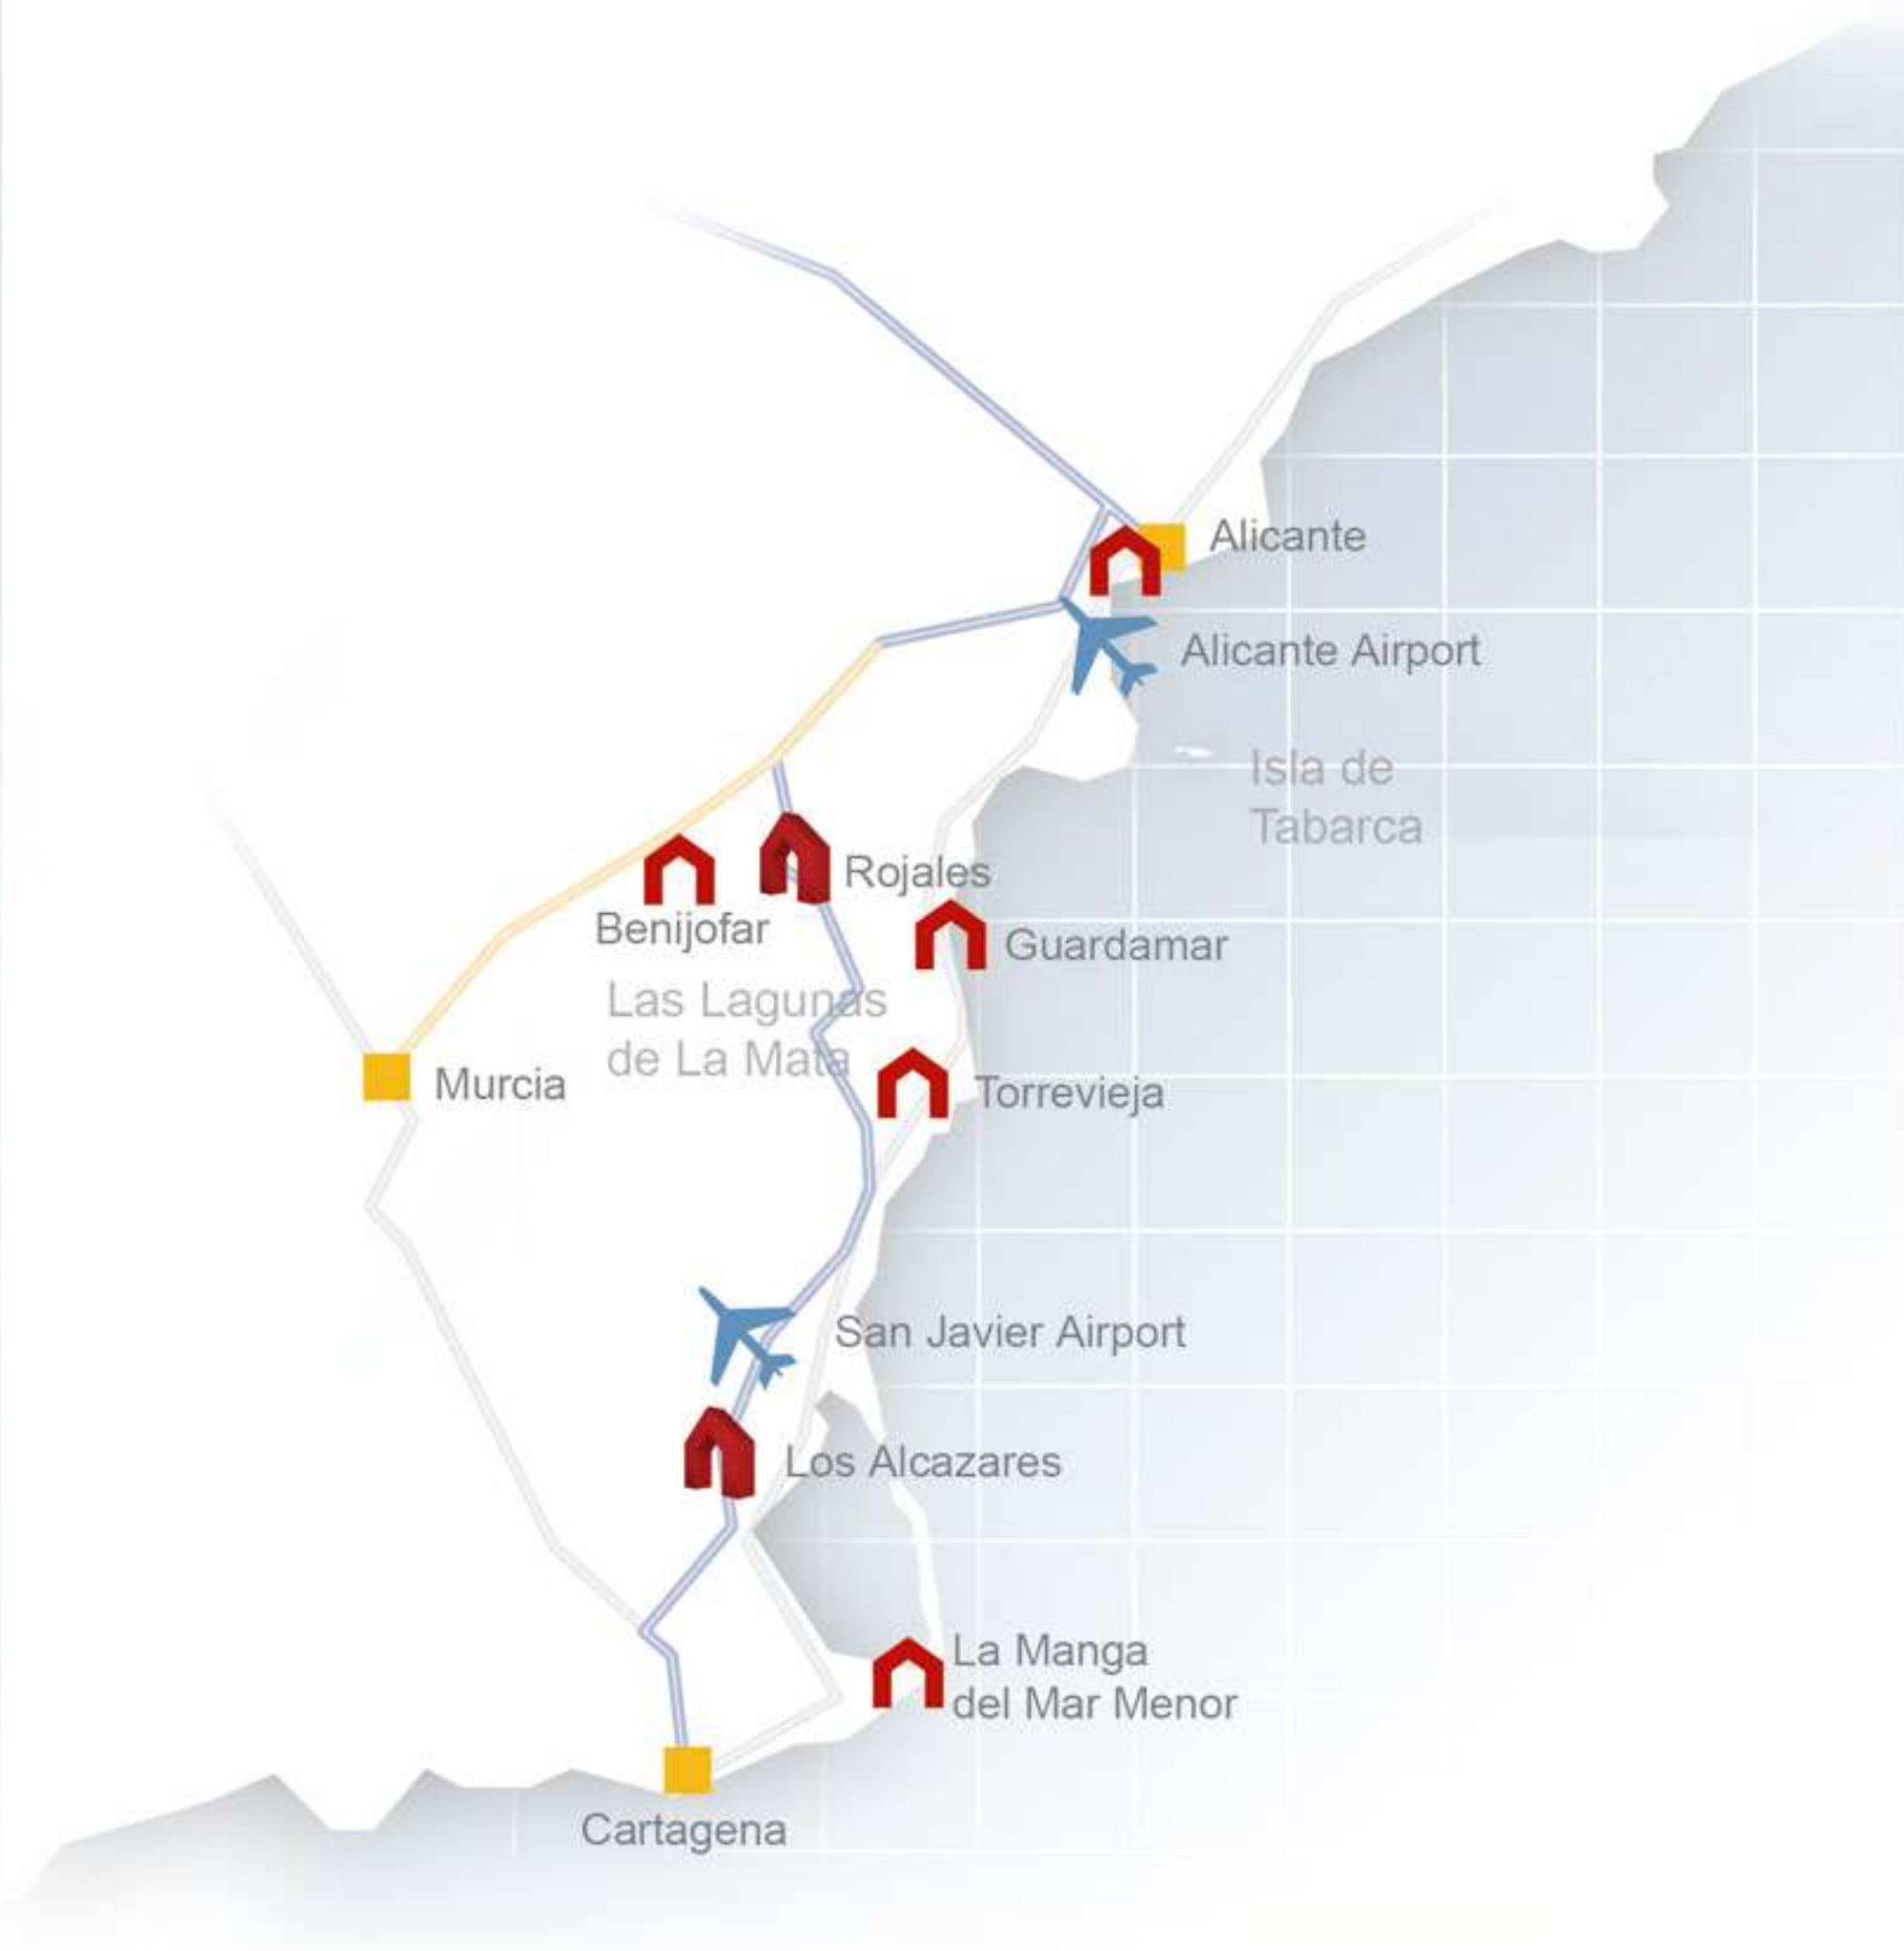 Alicante
Alicante Airport
Isla de
Tabarca
Rojales
Benijofar
Guardamar
Las Lagunas
de La Mata
Murcia
Torrevieja
San Javier Airport
Los Alcazares
La Manga
del Mar Menor
Cartagena